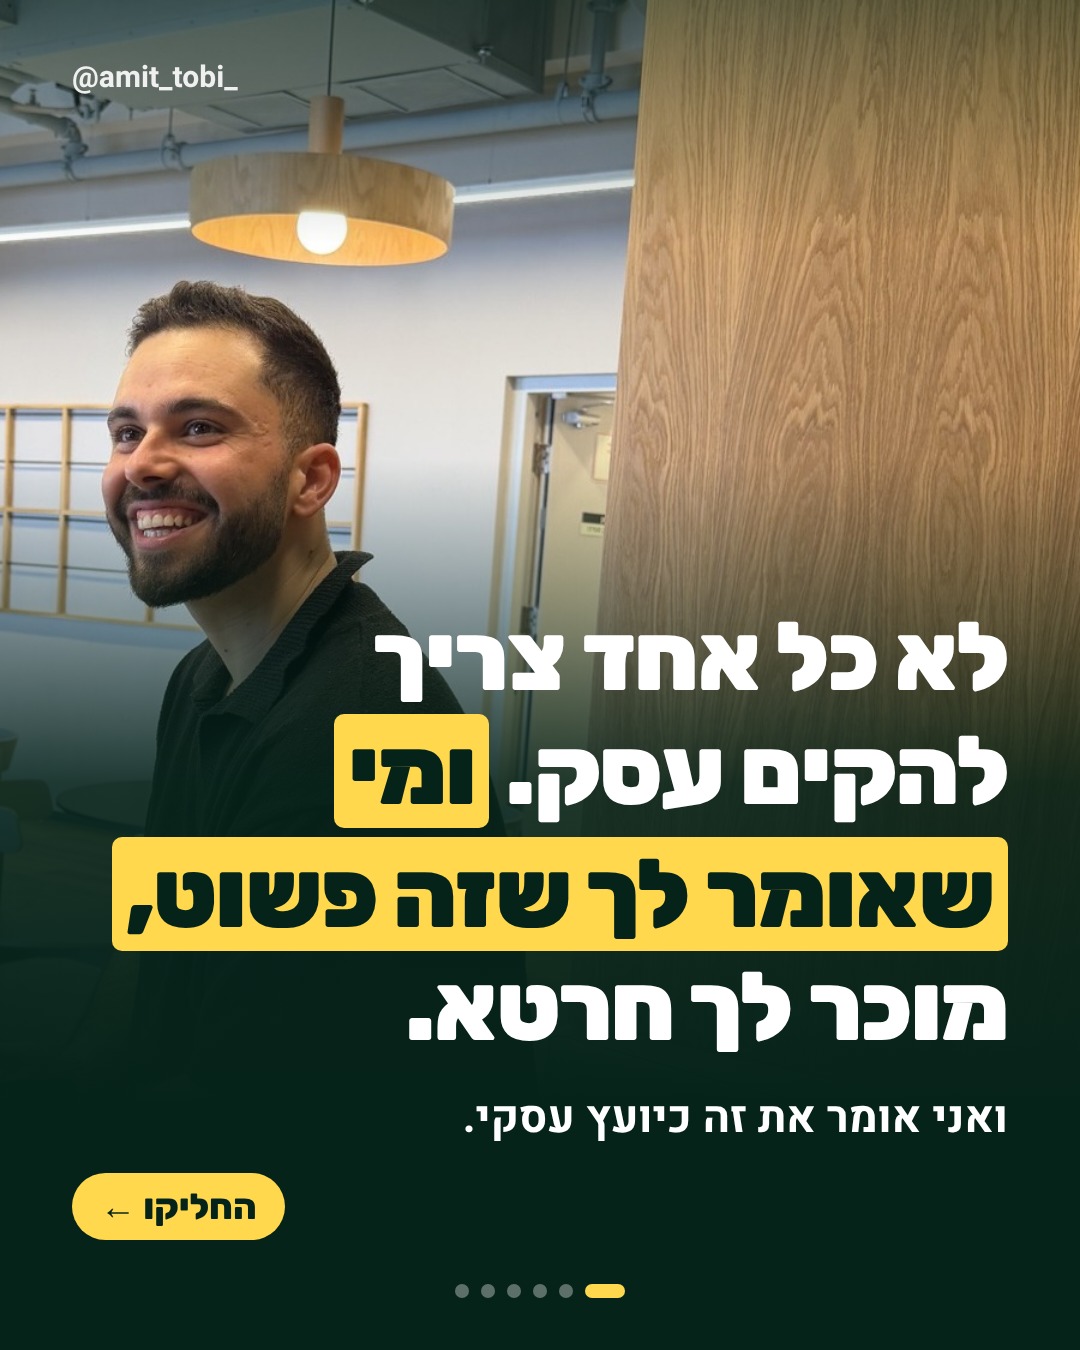 @amit_tobi_
לא כל אחד צריך
להקים עסק. ומי
שאומר לך שזה פשוט,
מוכר לך חרטא.
ואני אומר את זה כיועץ עסקי.
החליקו ←